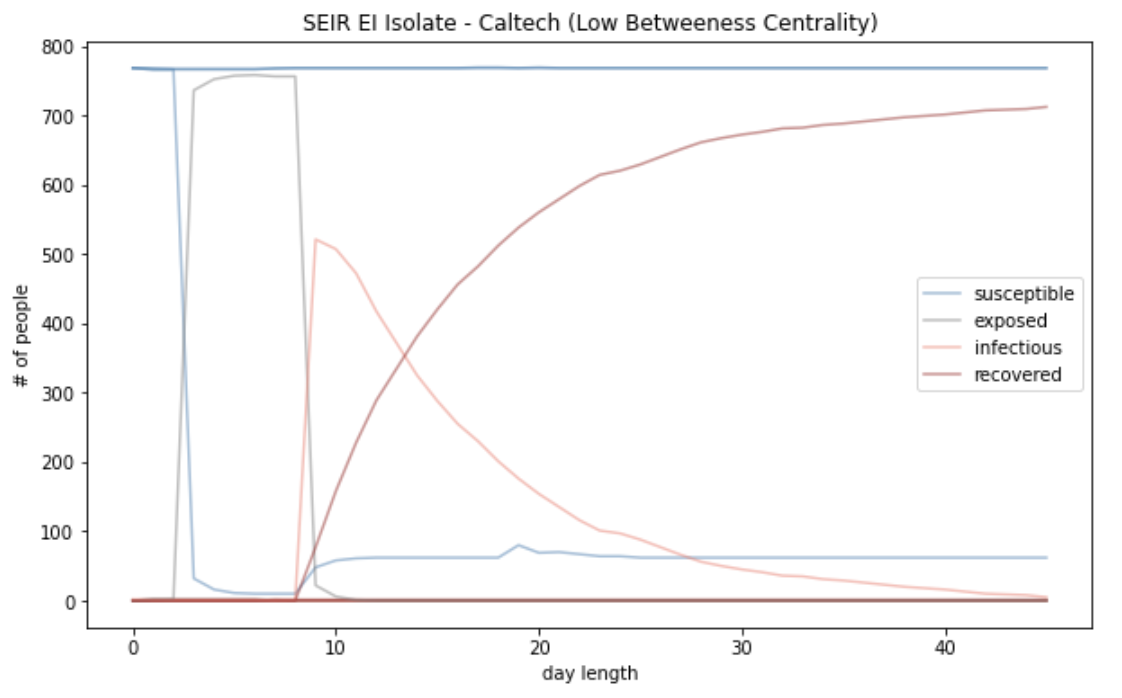 SEIR EI Isolate - Caltech (Low Betweeness Centrality)
800
700
600
500
400
300
200
100
0
# of people
susceptible
exposed
infectious
recovered
0 10 20 30 40
day length